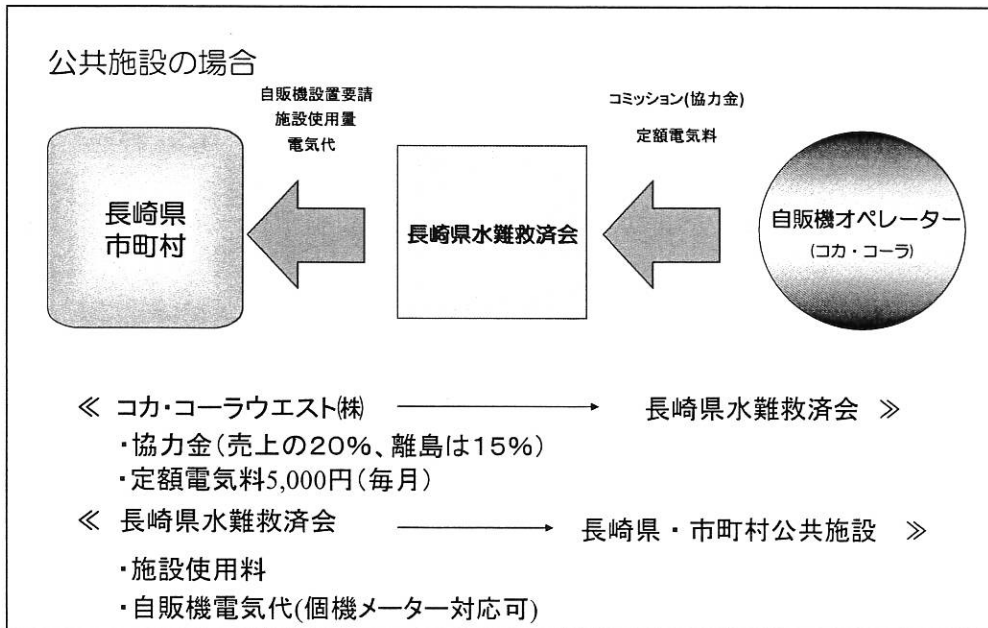 公共施設の場合
自販機設置要請
施設使用量
電気代
コミッション(協力金)
定額電気料
長崎県
市町村
長崎県水難救済会
自販機オペレーター
(コカ・コーラ)
≪ コカ・コーラウエスト㈱ → 長崎県水難救済会 ≫
・協力金(売上の20%、離島は15%)
・定額電気料5,000円(毎月)
≪ 長崎県水難救済会 → 長崎県・市町村公共施設 ≫
・施設使用料
・自販機電気代(個機メーター対応可)